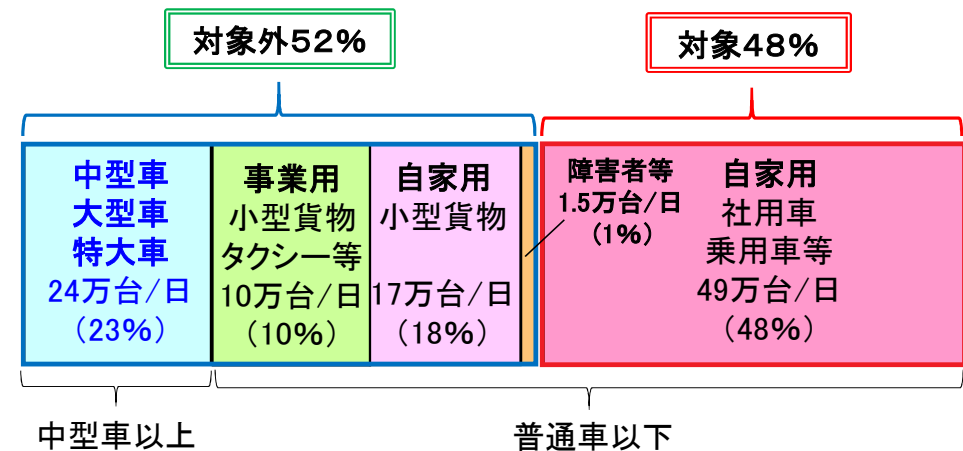 対象外52%
対象48%
中型車
大型車
特大車
24万台/日
(23%)
事業用
小型貨物
タクシー等
10万台/日
(10%)
自家用
小型貨物
17万台/日
(18%)
障害者等
1.5万台/日
(1%)
自家用
社用車
乗用車等
49万台/日
(48%)
中型車以上
普通車以下